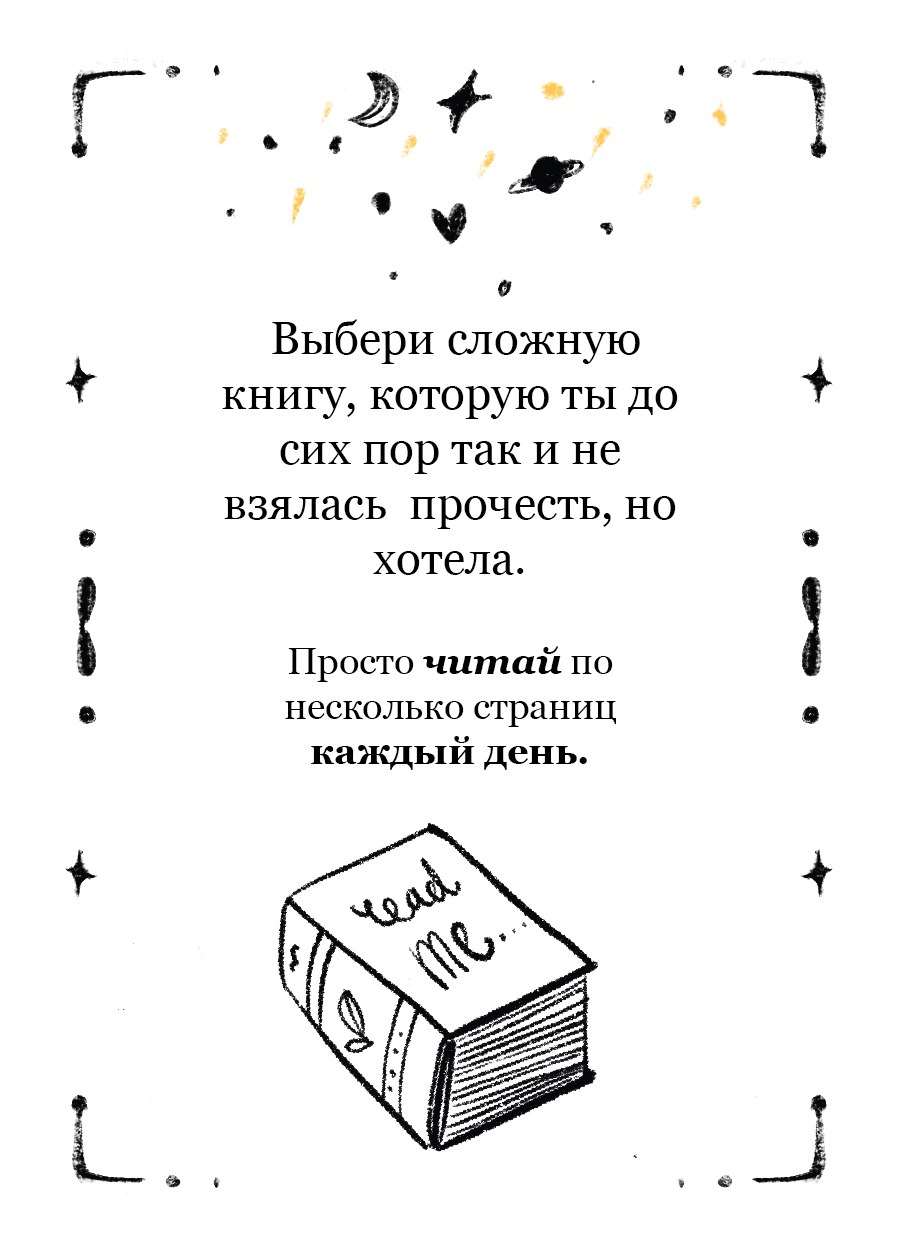 Выбери сложную
книгу, которую ты до
сих пор так и не
взялась  прочесть, но
хотела.
Просто читай по
несколько страниц
каждый день.
read
me...